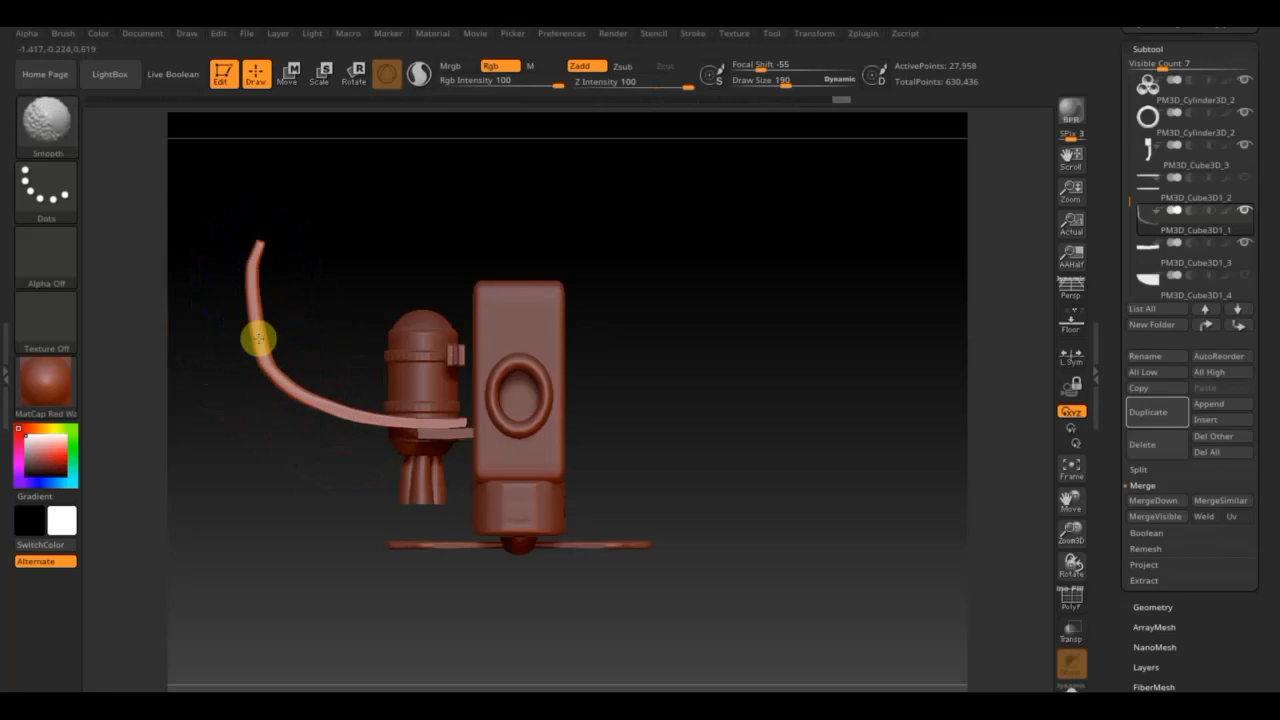 Alpha Brush Color Document Draw Edit File Layer Light Macro Marker Material Movie Picker Preferences Render Stencil Stroke Texture Tool Transform Zplugin Zscript
-1.417,-0.224,0.619
Home Page LightBox Live Boolean Edit Draw Move Scale Rotate
Mrgb Rgb M
Rgb Intensity 100
Zadd Zsub Zcut
Z Intensity 100
S
Focal Shift -55
Draw Size 190 Dynamic
D
ActivePoints: 27,958
TotalPoints: 630,436
Smooth
Dots
Alpha Off
Texture Off
MatCap Red Wa
Gradient
SwitchColor
Alternate
BPR
SPix 3
Scroll
Zoom
Actual
AAHalf
Dynamic
Persp
Floor
L.Sym
XYZ
Frame
Move
Zoom3D
Rotate
PolyF
Transp
Dynamic
Subtool
Visible Count 7
PM3D_Cylinder3D_2
PM3D_Cylinder3D_2
PM3D_Cube3D_3
PM3D_Cube3D1_2
PM3D_Cube3D1_1
PM3D_Cube3D1_3
PM3D_Cube3D1_4
List All
New Folder
Rename AutoReorder
All Low All High
Copy Paste
Duplicate Append
Insert
Delete Del Other
Del All
Split
Merge
MergeDown MergeSimilar
MergeVisible Weld Uv
Boolean
Remesh
Project
Extract
Geometry
ArrayMesh
NanoMesh
Layers
FiberMesh